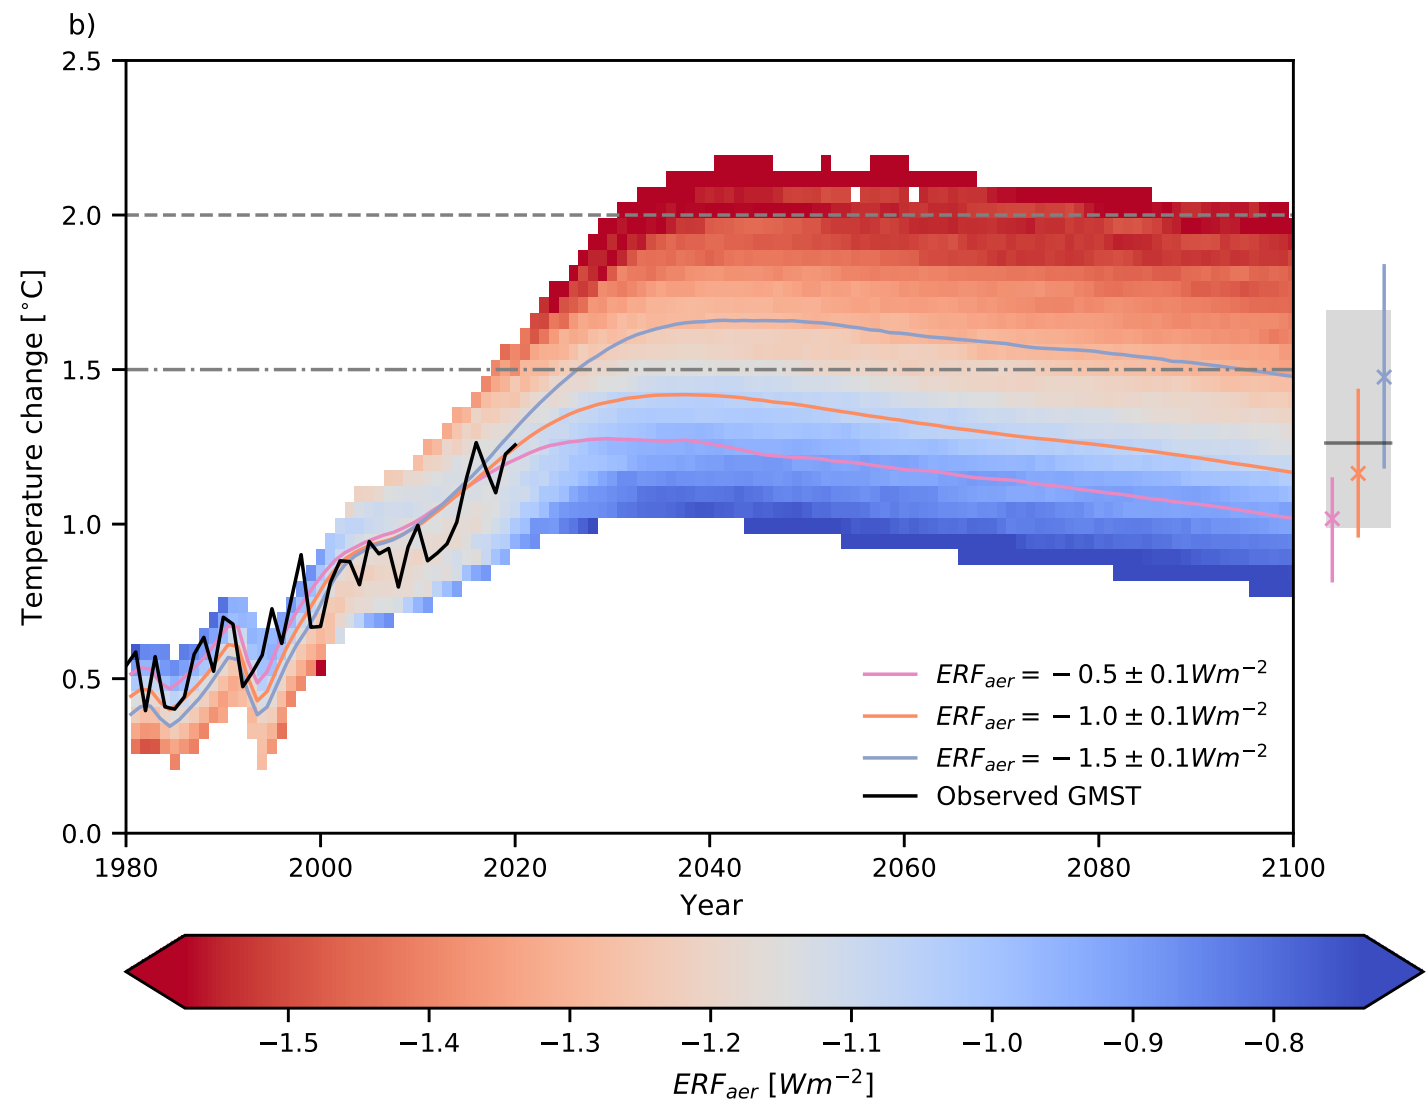 b)
2.5
2.0
1.5
1.0
0.5
0.0
Temperature change [°C]
ERF_aer = − 0.5 ± 0.1Wm⁻²
ERF_aer = − 1.0 ± 0.1Wm⁻²
ERF_aer = − 1.5 ± 0.1Wm⁻²
Observed GMST
1980 2000 2020 2040 2060 2080 2100
Year
−1.5 −1.4 −1.3 −1.2 −1.1 −1.0 −0.9 −0.8
ERF_aer [Wm⁻²]